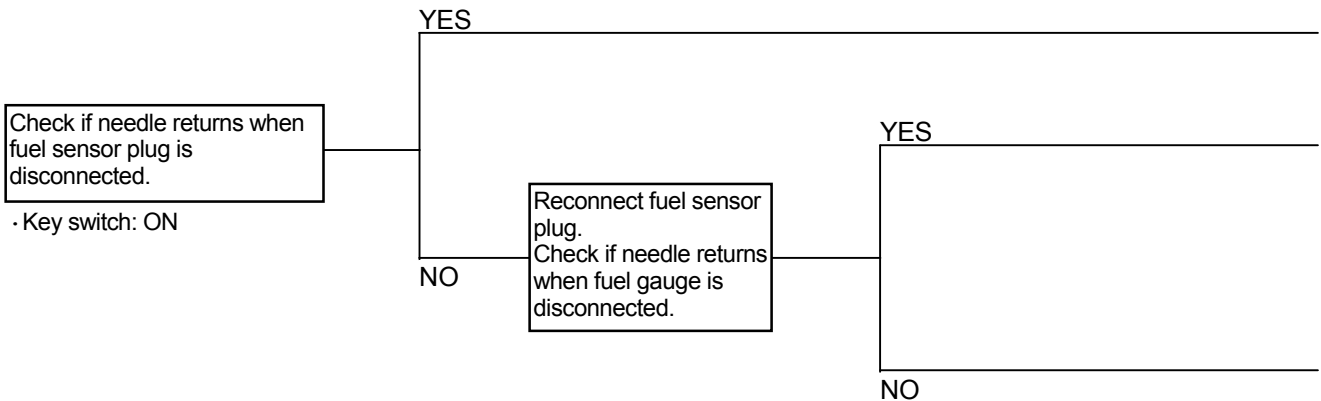 YES
Check if needle returns when
fuel sensor plug is
disconnected.
· Key switch: ON
YES
NO
Reconnect fuel sensor
plug.
Check if needle returns
when fuel gauge is
disconnected.
NO